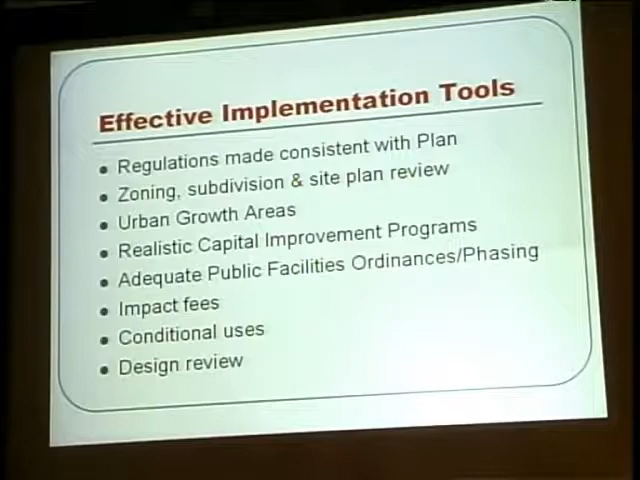 Effective Implementation Tools
• Regulations made consistent with Plan
• Zoning, subdivision & site plan review
• Urban Growth Areas
• Realistic Capital Improvement Programs
• Adequate Public Facilities Ordinances/Phasing
• Impact fees
• Conditional uses
• Design review